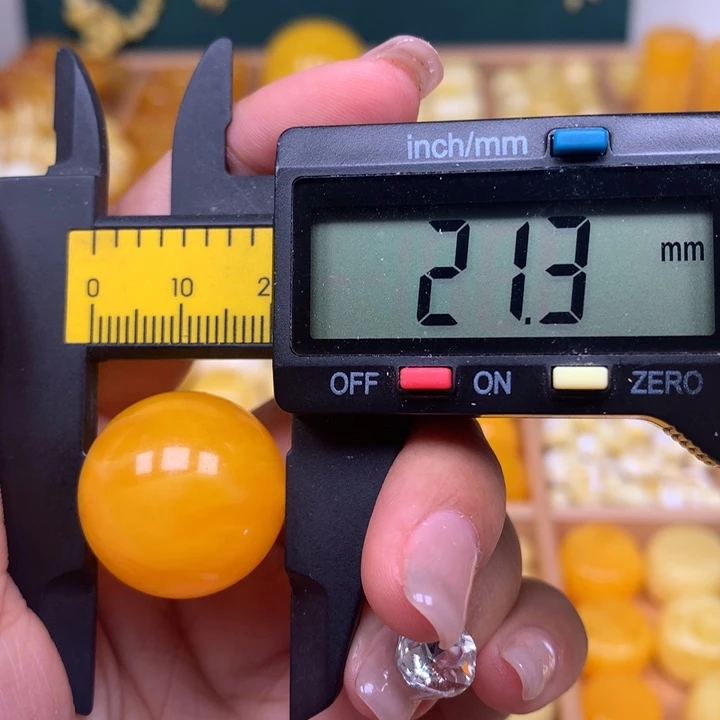 inch/mm
21.3 mm
0 10 2
OFF ON ZERO